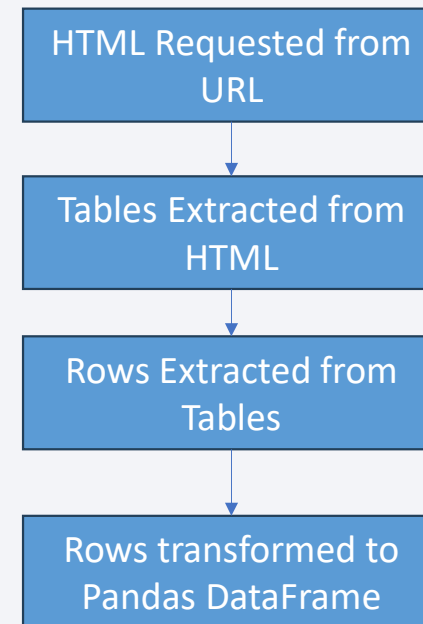 HTML Requested from
URL
Tables Extracted from
HTML
Rows Extracted from
Tables
Rows transformed to
Pandas DataFrame